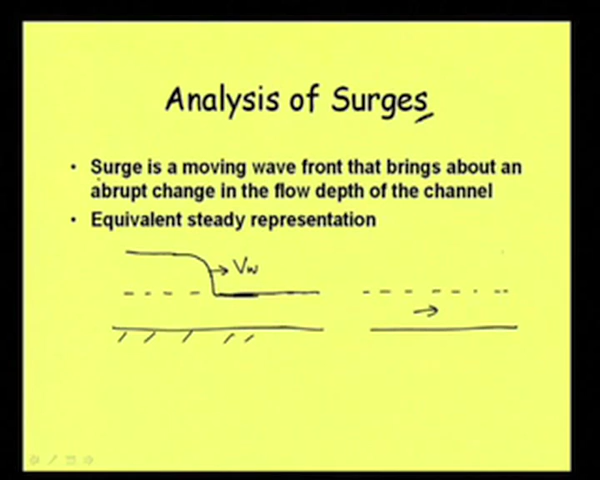 Analysis of Surges
• Surge is a moving wave front that brings about an
abrupt change in the flow depth of the channel
• Equivalent steady representation
Vw